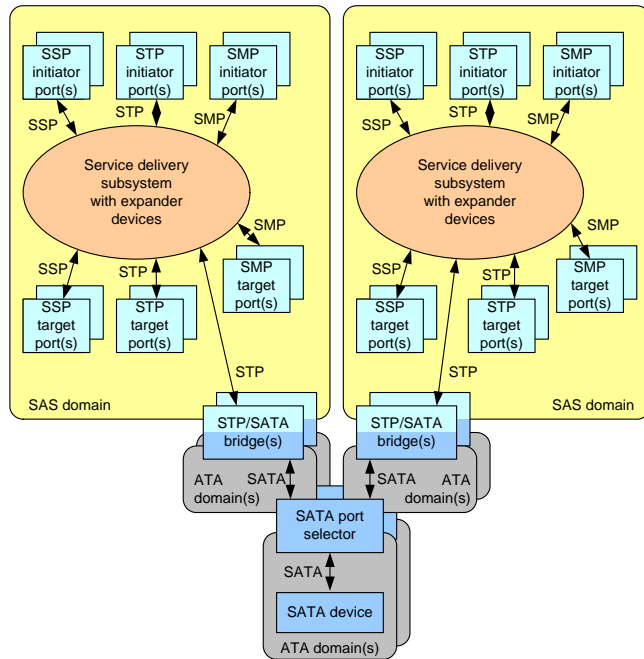 SSP
initiator
port(s)
STP
initiator
port(s)
SMP
initiator
port(s)
SSP
STP
SMP
Service delivery
subsystem
with expander
devices
SMP
SSP
STP
SMP
target
port(s)
SSP
target
port(s)
STP
target
port(s)
STP
SAS domain
SSP
initiator
port(s)
STP
initiator
port(s)
SMP
initiator
port(s)
SSP
STP
SMP
Service delivery
subsystem
with expander
devices
SMP
SSP
STP
SMP
target
port(s)
SSP
target
port(s)
STP
target
port(s)
STP
SAS domain
STP/SATA
bridge(s)
STP/SATA
bridge(s)
ATA
domain(s)
SATA
SATA
ATA
domain(s)
SATA port
selector
SATA
SATA device
ATA domain(s)